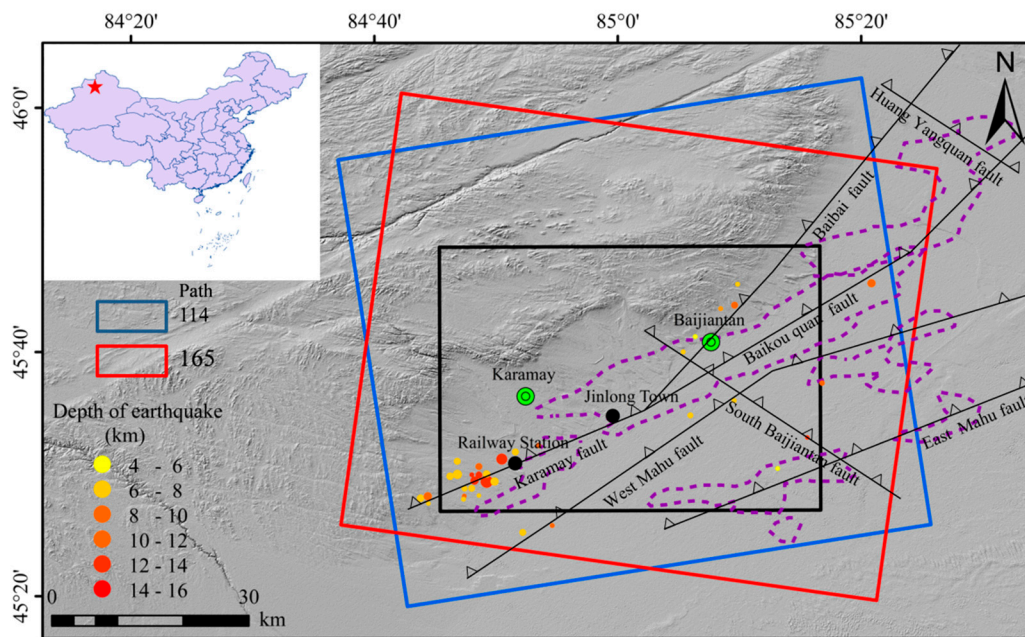 84°20'
84°40'
85°0'
85°20'
46°0'
45°40'
45°20'
N
Huang Yangquan fault
Baibai fault
Path
114
165
Baijiantan
Baikou quan fault
Karamay
Jinlong Town
Railway Station
Karamay fault
West Mahu fault
South Baijiantan fault
East Mahu fault
Depth of earthquake
(km)
4 - 6
6 - 8
8 - 10
10 - 12
12 - 14
14 - 16
0 30
km